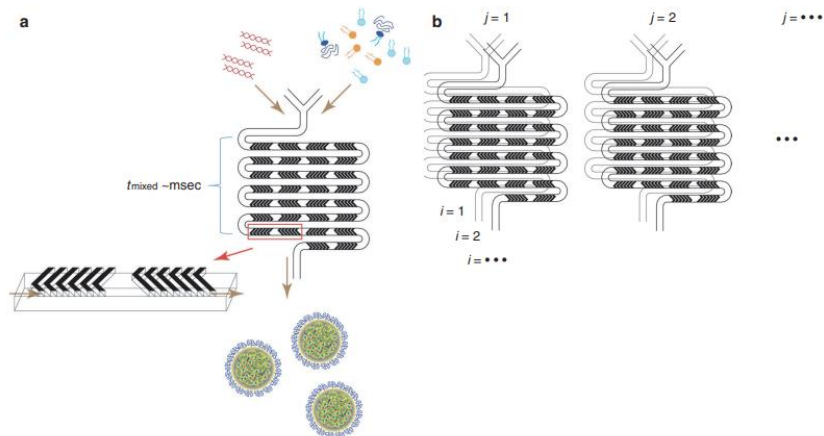 a
tmixed ~msec
b
j = 1
j = 2
j = •••
•••
i = 1
i = 2
i = •••